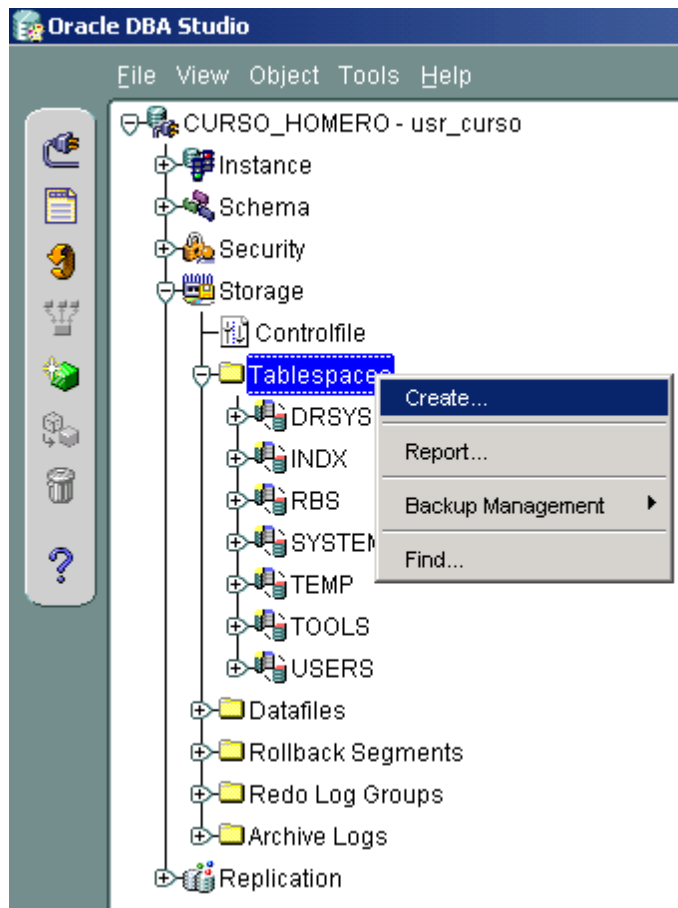 Oracle DBA Studio
File View Object Tools Help
CURSO_HOMERO - usr_curso
Instance
Schema
Security
Storage
Controlfile
Tablespaces
Create...
DRSYS
INDX
Report...
RBS
Backup Management
SYSTEM
Find...
TEMP
TOOLS
USERS
Datafiles
Rollback Segments
Redo Log Groups
Archive Logs
Replication